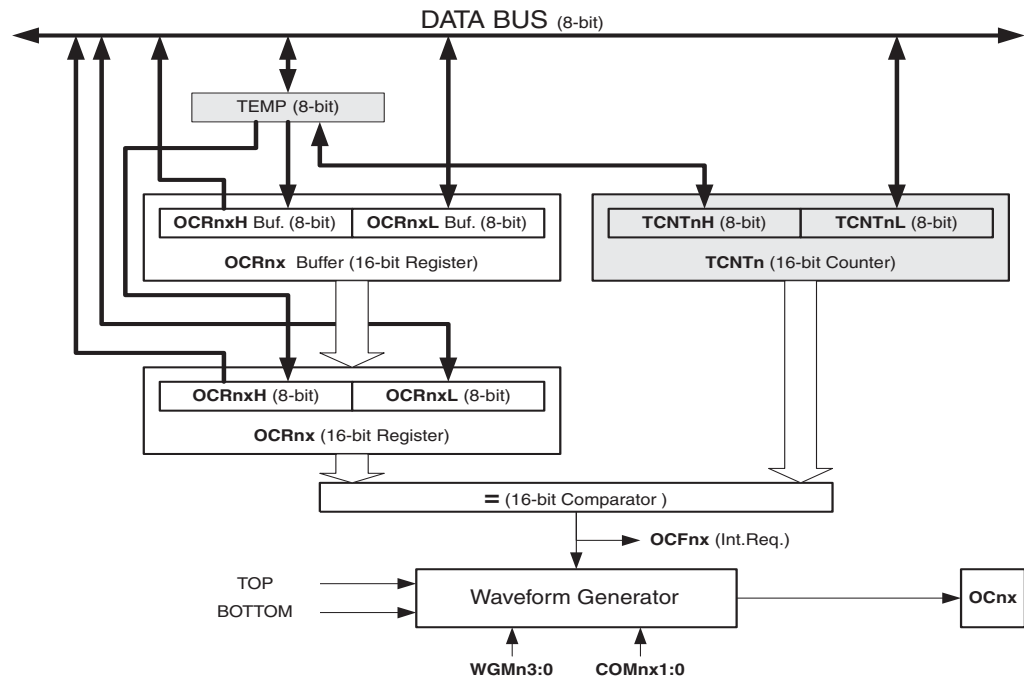 DATA BUS (8-bit)
TEMP (8-bit)
OCRnxH Buf. (8-bit)
OCRnxL Buf. (8-bit)
TCNTnH (8-bit)
TCNTnL (8-bit)
OCRnx Buffer (16-bit Register)
TCNTn (16-bit Counter)
OCRnxH (8-bit)
OCRnxL (8-bit)
OCRnx (16-bit Register)
= (16-bit Comparator )
OCFnx (Int.Req.)
TOP
BOTTOM
Waveform Generator
OCnx
WGMn3:0
COMnx1:0